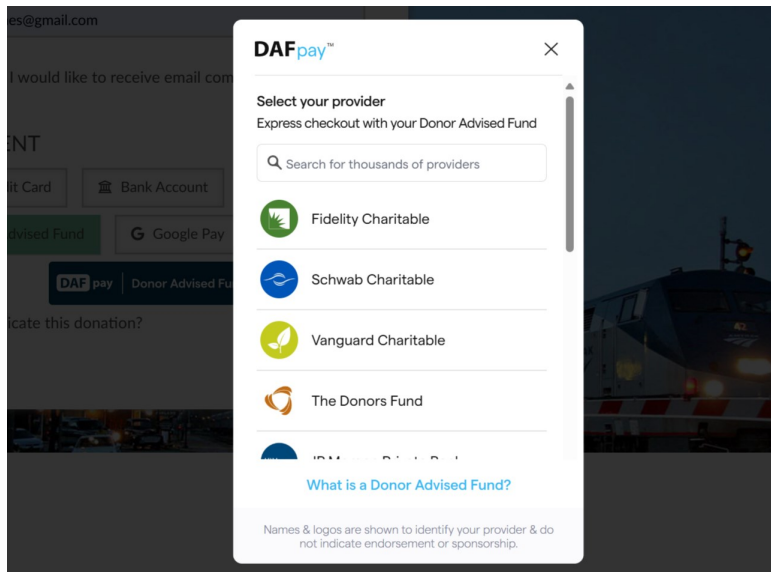 es@gmail.com
I would like to receive email com
ENT
dit Card
Bank Account
dvised Fund
G Google Pay
DAF pay | Donor Advised Fu
icate this donation?
DAFpay™
Select your provider
Express checkout with your Donor Advised Fund
Search for thousands of providers
Fidelity Charitable
Schwab Charitable
Vanguard Charitable
The Donors Fund
What is a Donor Advised Fund?
Names & logos are shown to identify your provider & do
not indicate endorsement or sponsorship.
42